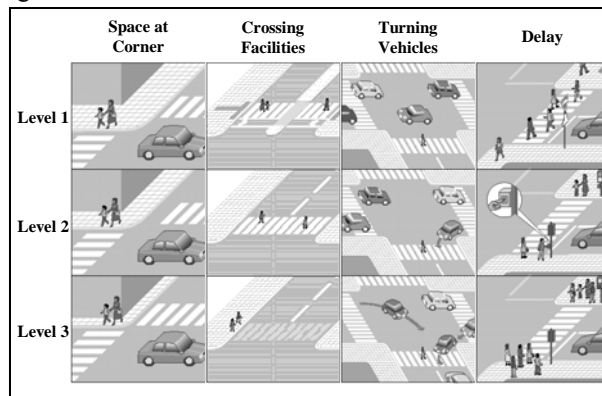 Space at Corner
Crossing Facilities
Turning Vehicles
Delay
Level 1
Level 2
Level 3